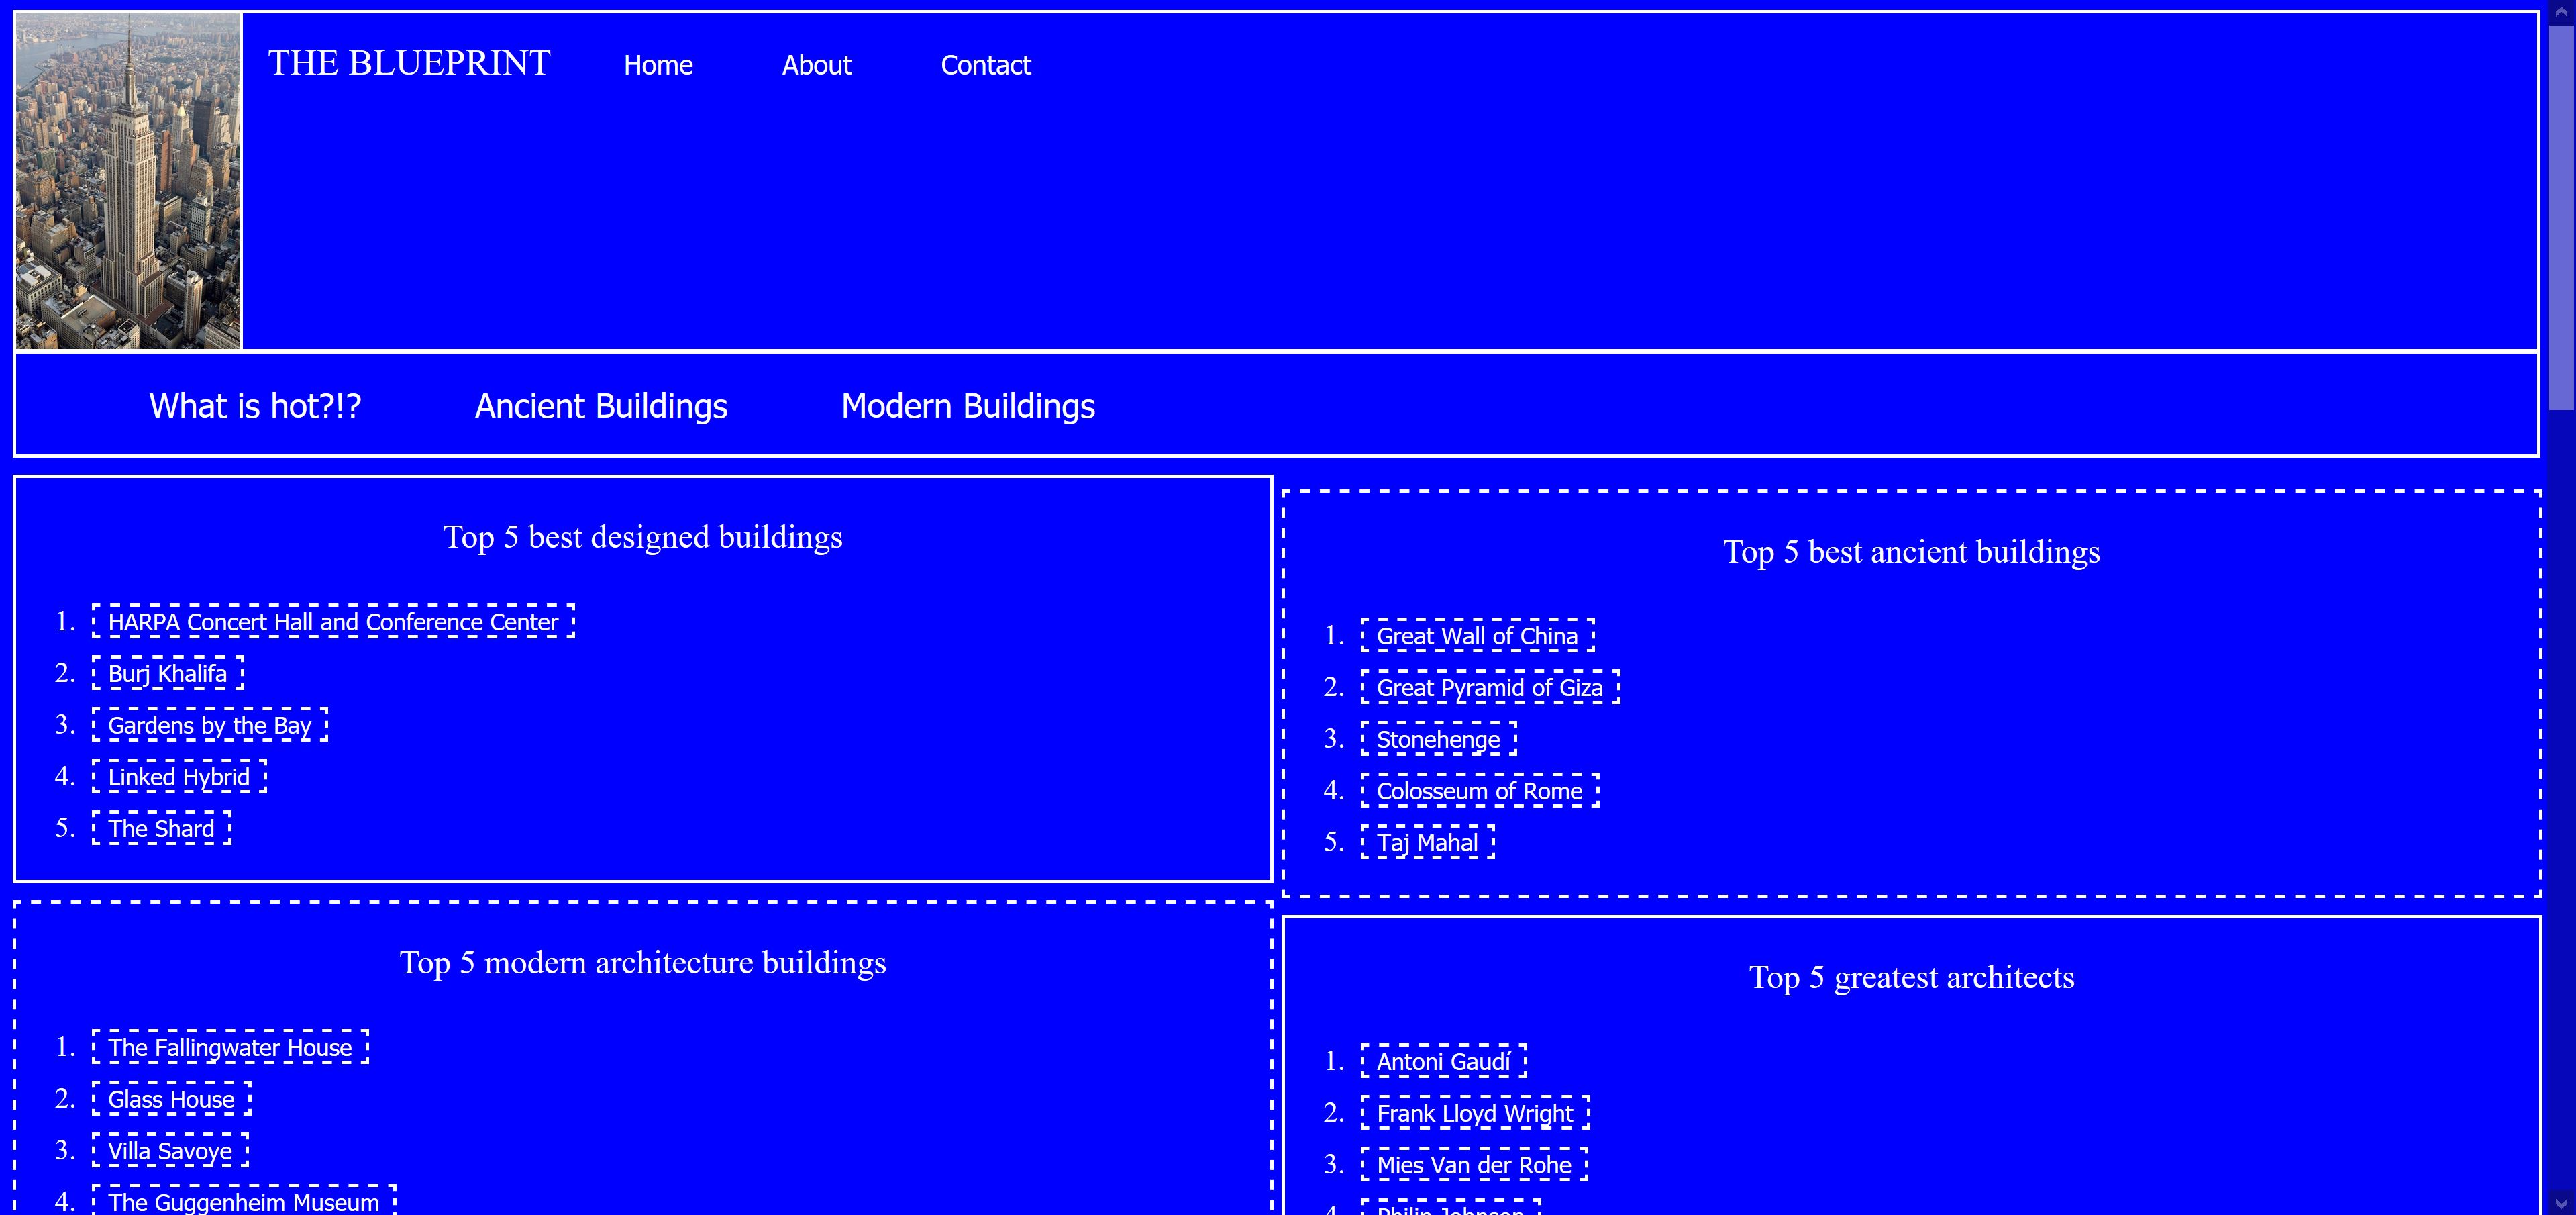 THE BLUEPRINT Home About Contact
What is hot?!? Ancient Buildings Modern Buildings
Top 5 best designed buildings
1. HARPA Concert Hall and Conference Center
2. Burj Khalifa
3. Gardens by the Bay
4. Linked Hybrid
5. The Shard
Top 5 best ancient buildings
1. Great Wall of China
2. Great Pyramid of Giza
3. Stonehenge
4. Colosseum of Rome
5. Taj Mahal
Top 5 modern architecture buildings
1. The Fallingwater House
2. Glass House
3. Villa Savoye
4. The Guggenheim Museum
Top 5 greatest architects
1. Antoni Gaudí
2. Frank Lloyd Wright
3. Mies Van der Rohe
4. Philip Johnson